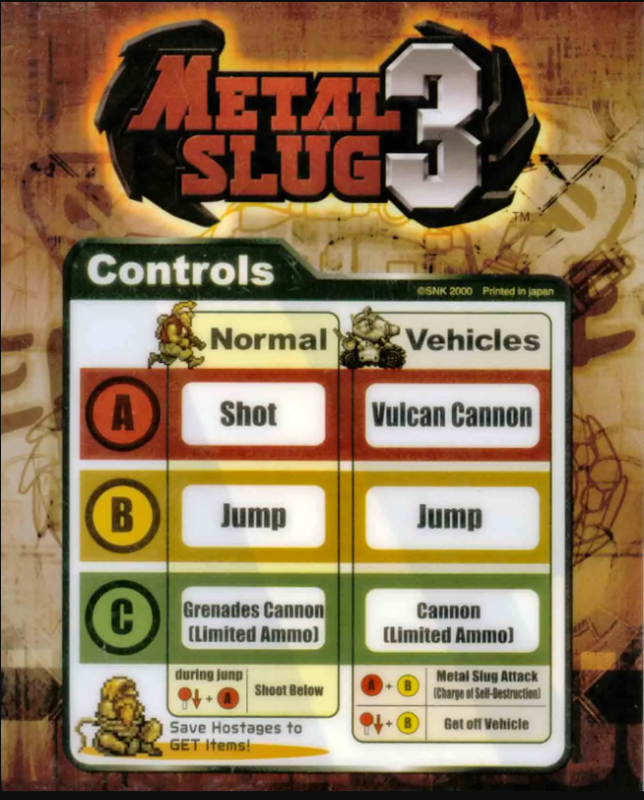 METAL
SLUG 3
TM
Controls
©SNK 2000 Printed in japan
Normal
Vehicles
A
Shot
Vulcan Cannon
B
Jump
Jump
C
Grenades Cannon
(Limited Ammo)
Cannon
(Limited Ammo)
during junp
+ A
Shoot Below
A + B
Metal Slug Attack
(Charge of Self-Destruction)
+ B
Get off Vehicle
Save Hostages to
GET Items!